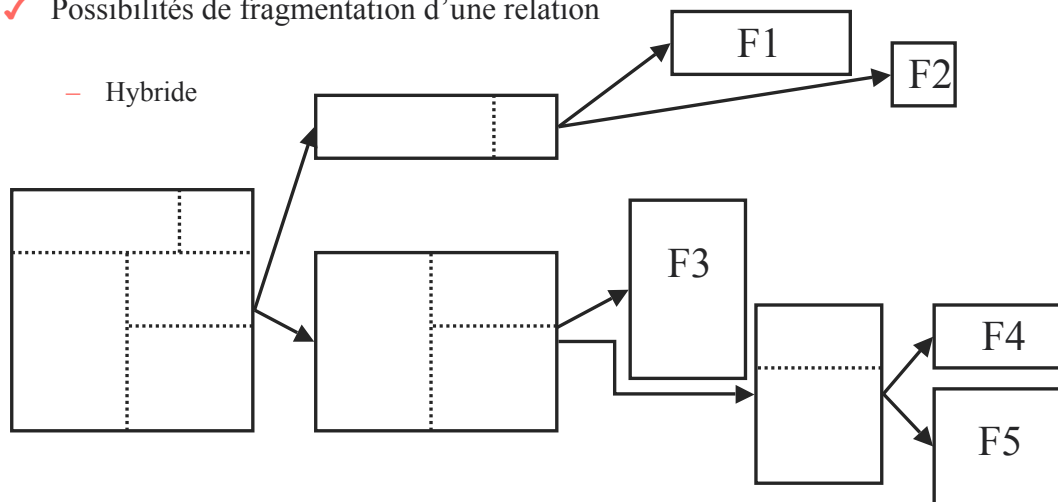 ✓ Possibilités de fragmentation d’une relation
– Hybride
F1
F2
F3
F4
F5